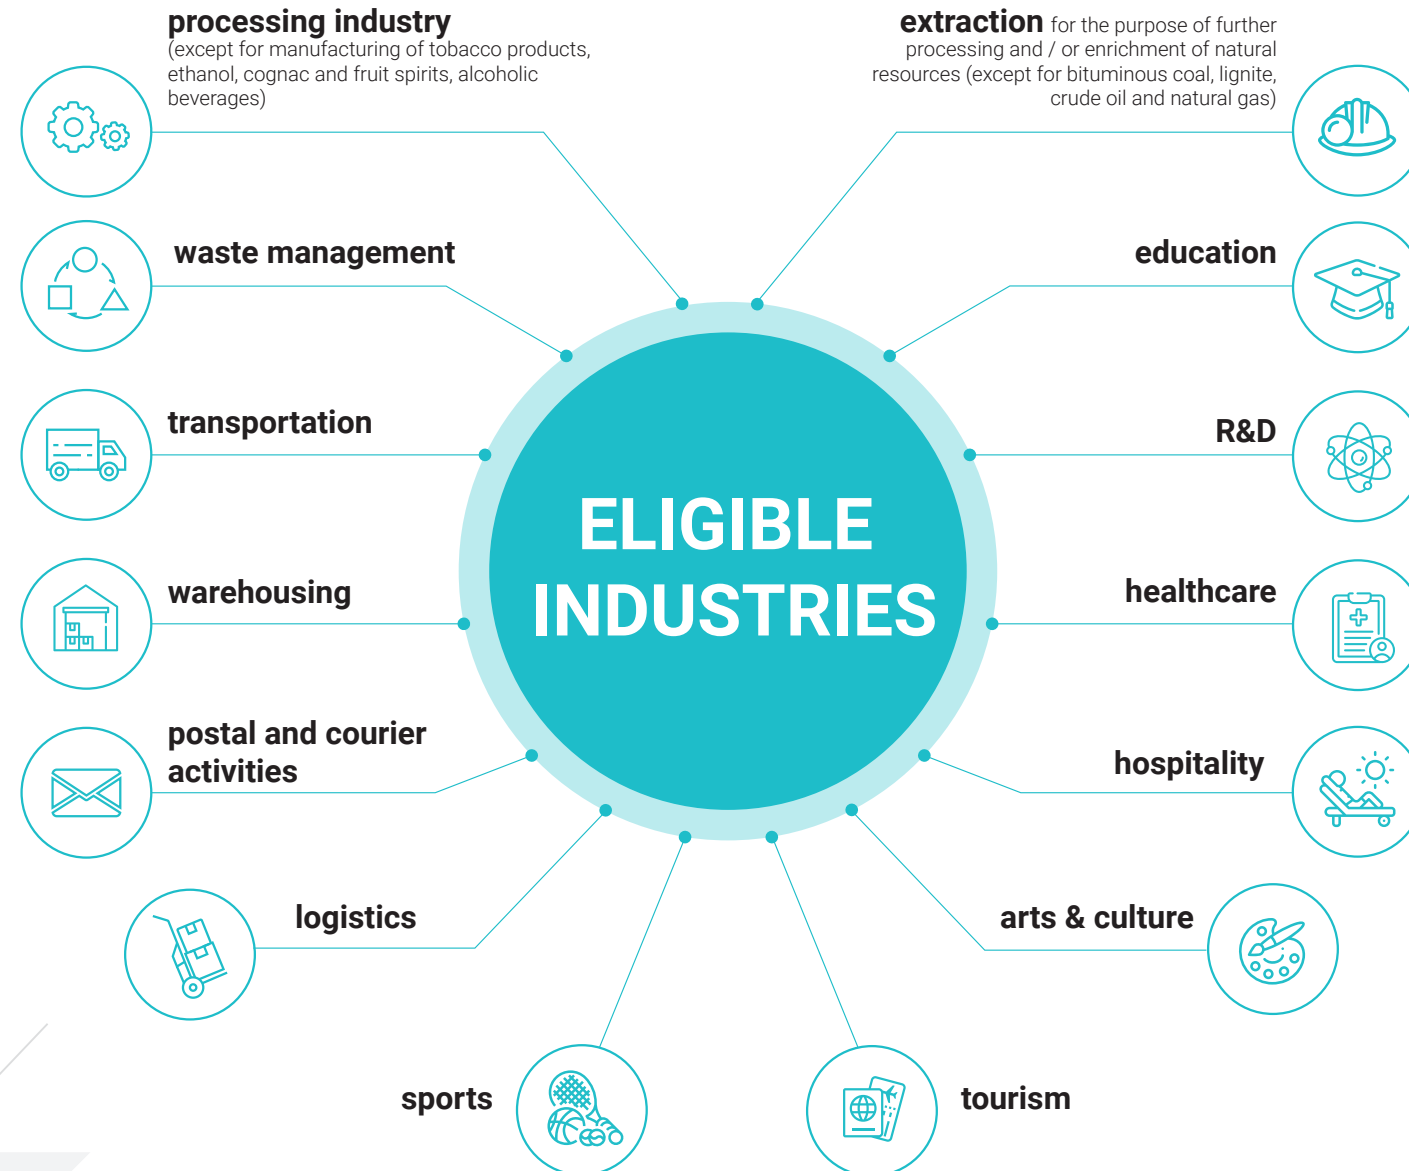 processing industry
(except for manufacturing of tobacco products,
ethanol, cognac and fruit spirits, alcoholic
beverages)
extraction for the purpose of further
processing and / or enrichment of natural
resources (except for bituminous coal, lignite,
crude oil and natural gas)
waste management
education
transportation
R&D
ELIGIBLE
INDUSTRIES
warehousing
healthcare
postal and courier
activities
hospitality
logistics
arts & culture
sports
tourism